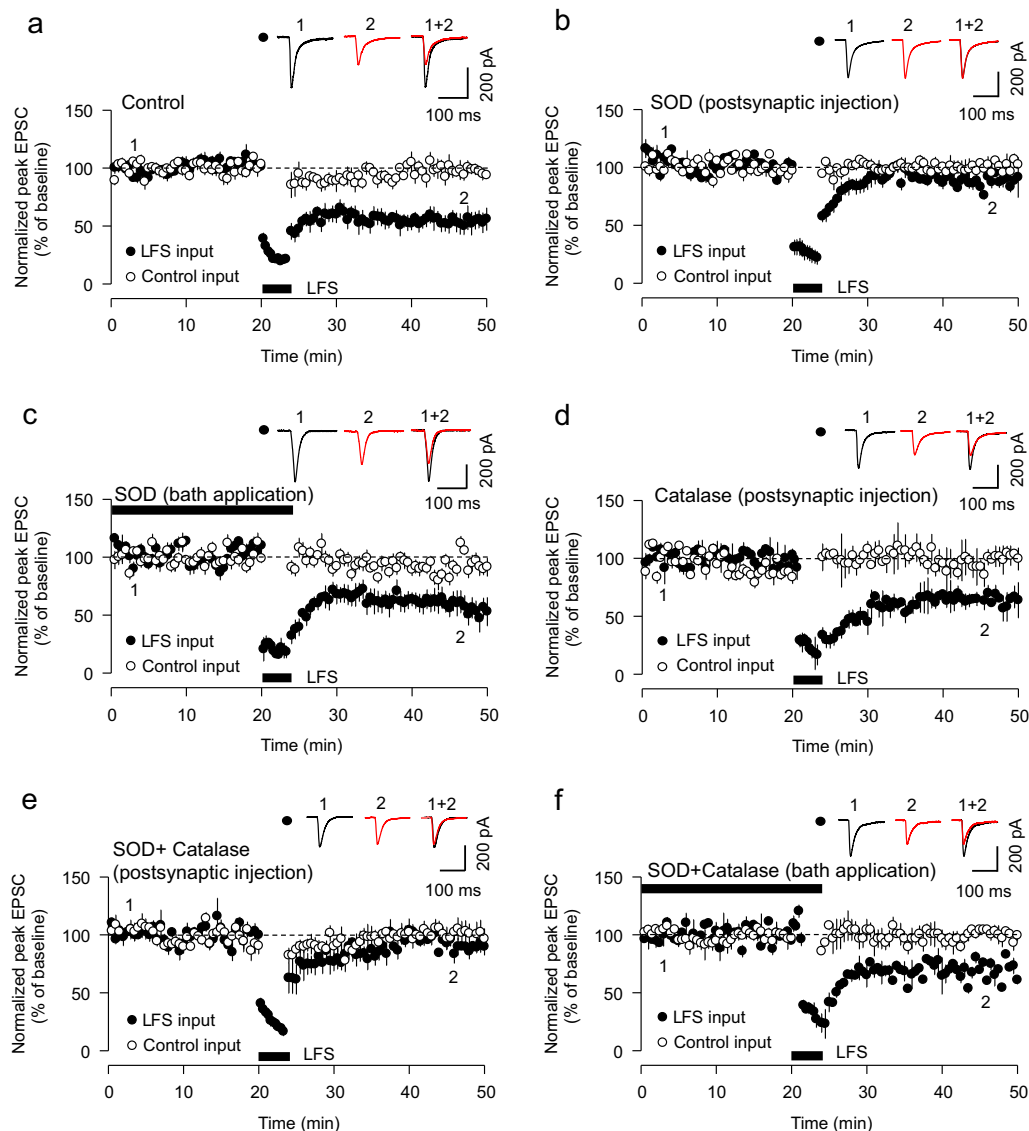 a
1 2 1+2
200 pA
100 ms
Control
Normalized peak EPSC
(% of baseline)
150
100
50
0
1
2
LFS input
Control input
LFS
0 10 20 30 40 50
Time (min)
b
1 2 1+2
200 pA
100 ms
SOD (postsynaptic injection)
Normalized peak EPSC
(% of baseline)
150
100
50
0
1
2
LFS input
Control input
LFS
0 10 20 30 40 50
Time (min)
c
1 2 1+2
200 pA
100 ms
SOD (bath application)
Normalized peak EPSC
(% of baseline)
150
100
50
0
1
2
LFS input
Control input
LFS
0 10 20 30 40 50
Time (min)
d
1 2 1+2
200 pA
100 ms
Catalase (postsynaptic injection)
Normalized peak EPSC
(% of baseline)
150
100
50
0
1
2
LFS input
Control input
LFS
0 10 20 30 40 50
Time (min)
e
1 2 1+2
200 pA
100 ms
SOD+ Catalase
(postsynaptic injection)
Normalized peak EPSC
(% of baseline)
150
100
50
0
1
2
LFS input
Control input
LFS
0 10 20 30 40 50
Time (min)
f
1 2 1+2
200 pA
100 ms
SOD+Catalase (bath application)
Normalized peak EPSC
(% of baseline)
150
100
50
0
1
2
LFS input
Control input
LFS
0 10 20 30 40 50
Time (min)